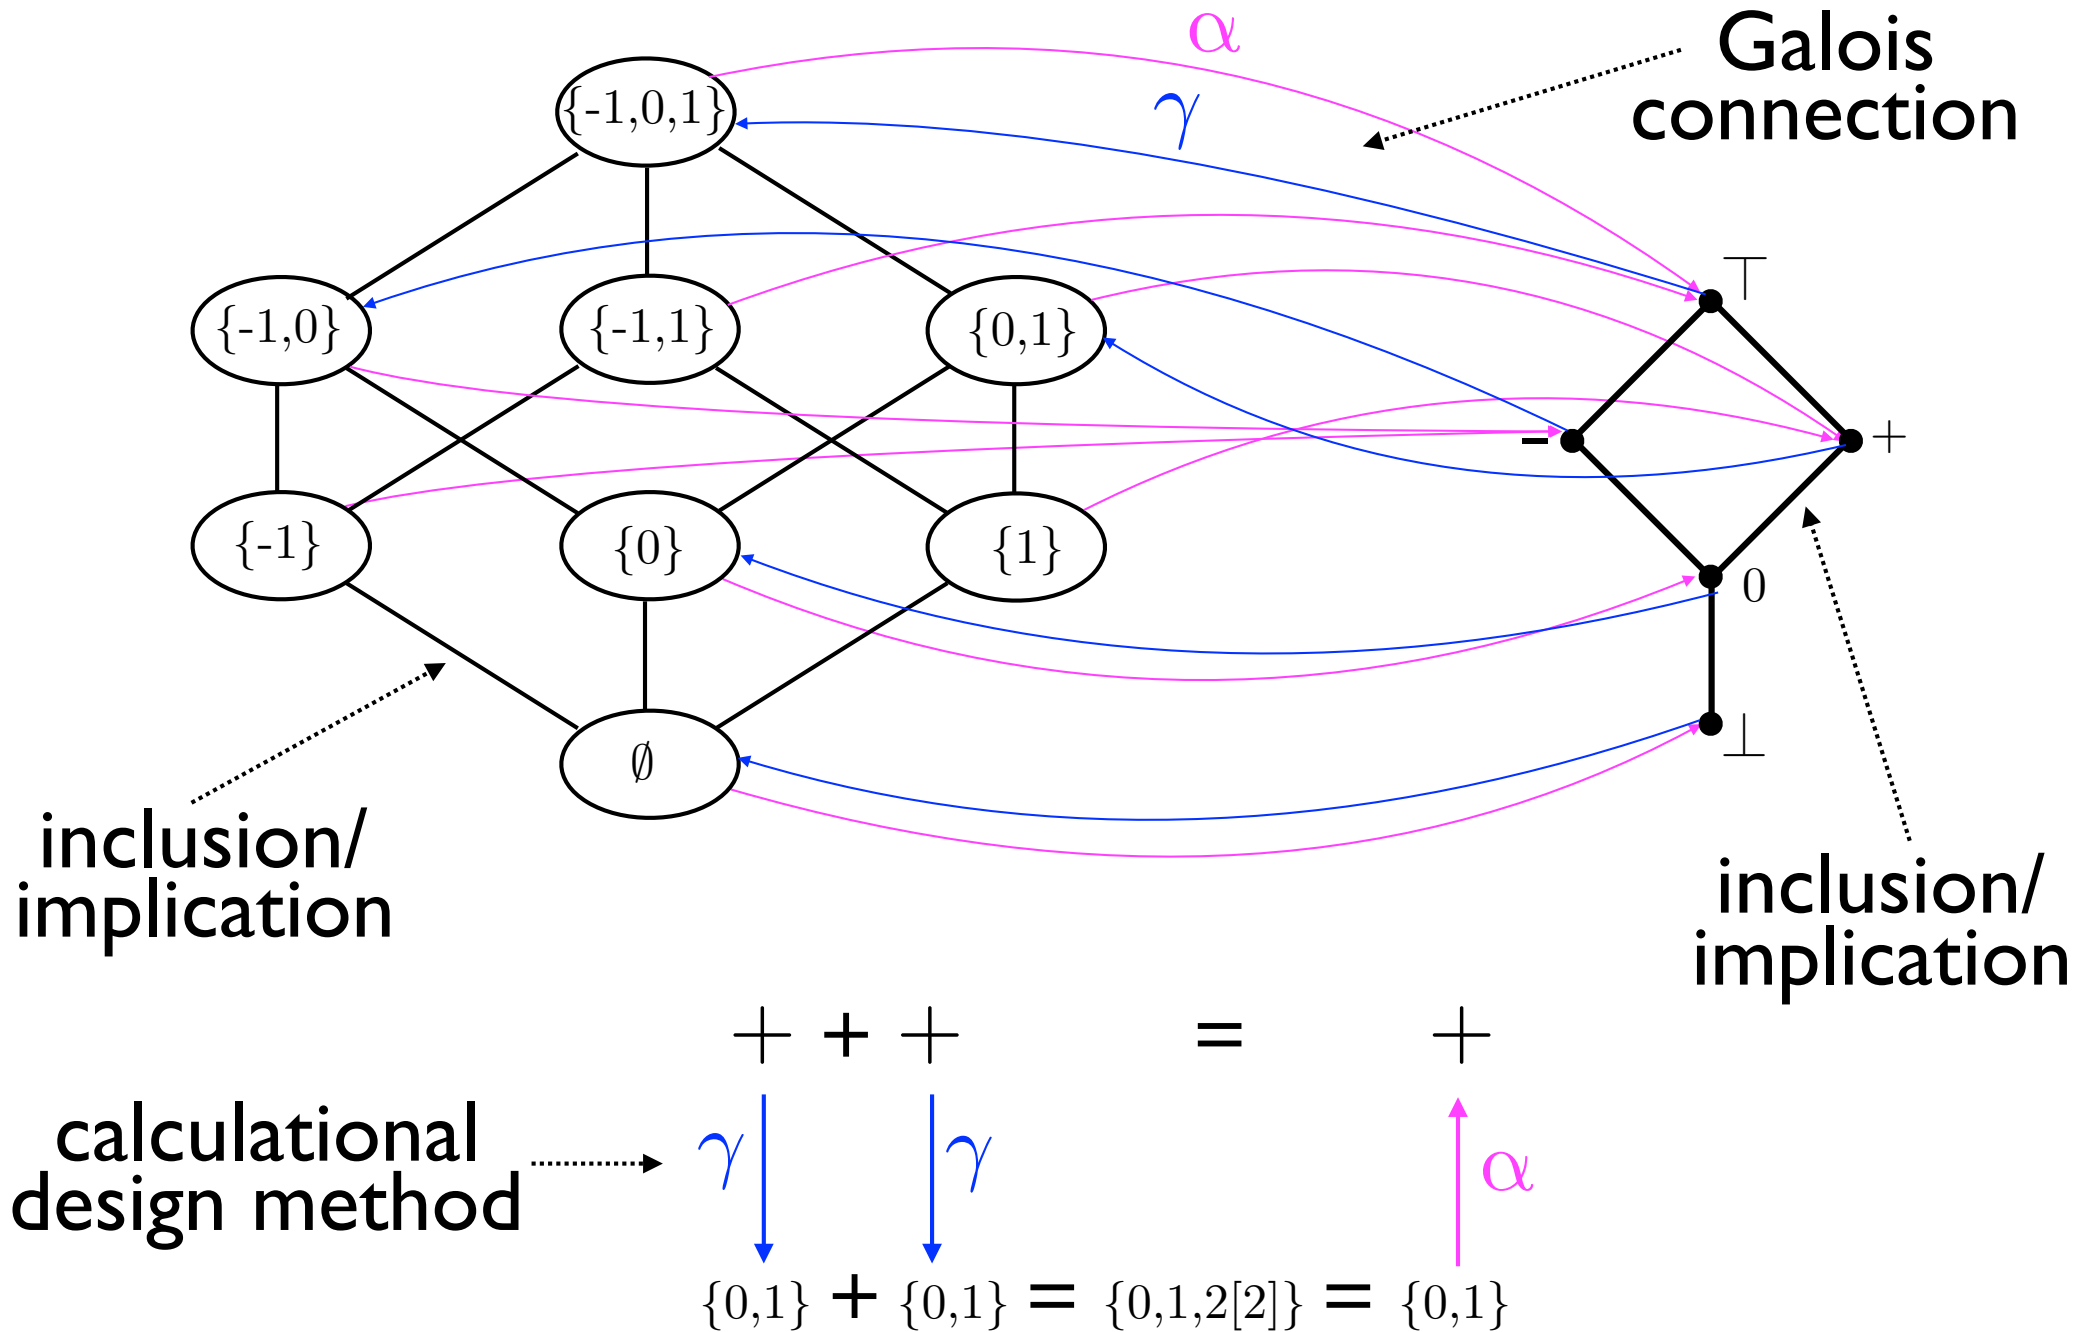 α
Galois
connection
γ
{-1,0,1}
⊤
{-1,0}
{-1,1}
{0,1}
-
+
{-1}
{0}
{1}
0
⊥
∅
inclusion/
implication
inclusion/
implication
+ + + = +
calculational
design method
γ
γ
α
{0,1} + {0,1} = {0,1,2[2]} = {0,1}